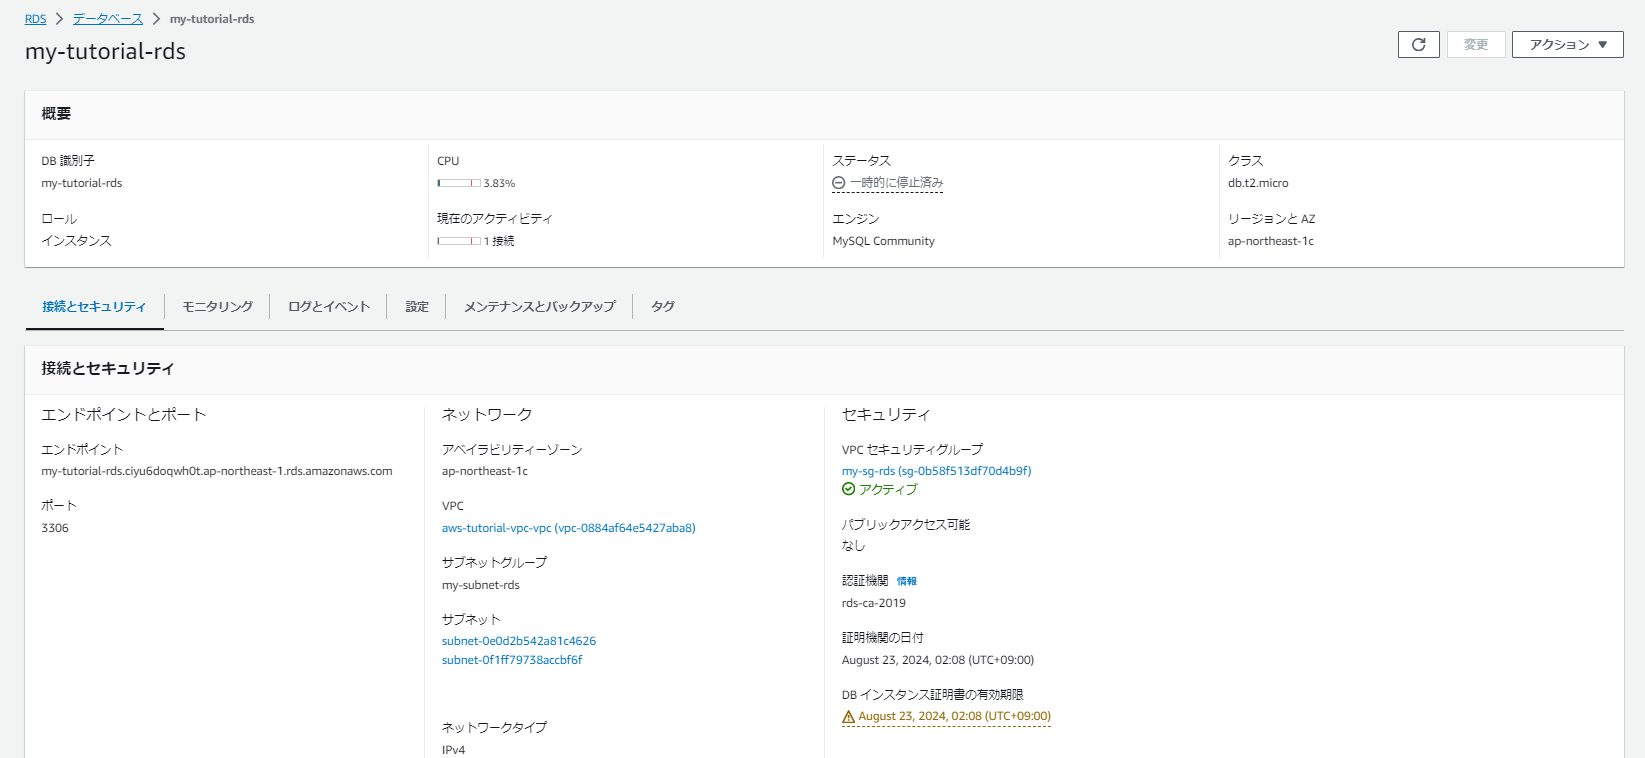 RDS > データベース > my-tutorial-rds
my-tutorial-rds
変更
アクション ▼
概要
DB 識別子
my-tutorial-rds
CPU
3.83%
ステータス
一時的に停止済み
クラス
db.t2.micro
ロール
インスタンス
現在のアクティビティ
1 接続
エンジン
MySQL Community
リージョンと AZ
ap-northeast-1c
接続とセキュリティ
モニタリング
ログとイベント
設定
メンテナンスとバックアップ
タグ
接続とセキュリティ
エンドポイントとポート
エンドポイント
my-tutorial-rds.ciyu6doqwh0t.ap-northeast-1.rds.amazonaws.com
ポート
3306
ネットワーク
アベイラビリティーゾーン
ap-northeast-1c
VPC
aws-tutorial-vpc-vpc (vpc-0884af64e5427aba8)
サブネットグループ
my-subnet-rds
サブネット
subnet-0e0d2b542a81c4626
subnet-0f1ff79738accbf6f
ネットワークタイプ
IPv4
セキュリティ
VPC セキュリティグループ
my-sg-rds (sg-0b58f513df70d4b9f)
アクティブ
パブリックアクセス可能
なし
認証機関 情報
rds-ca-2019
証明機関の日付
August 23, 2024, 02:08 (UTC+09:00)
DB インスタンス証明書の有効期限
August 23, 2024, 02:08 (UTC+09:00)